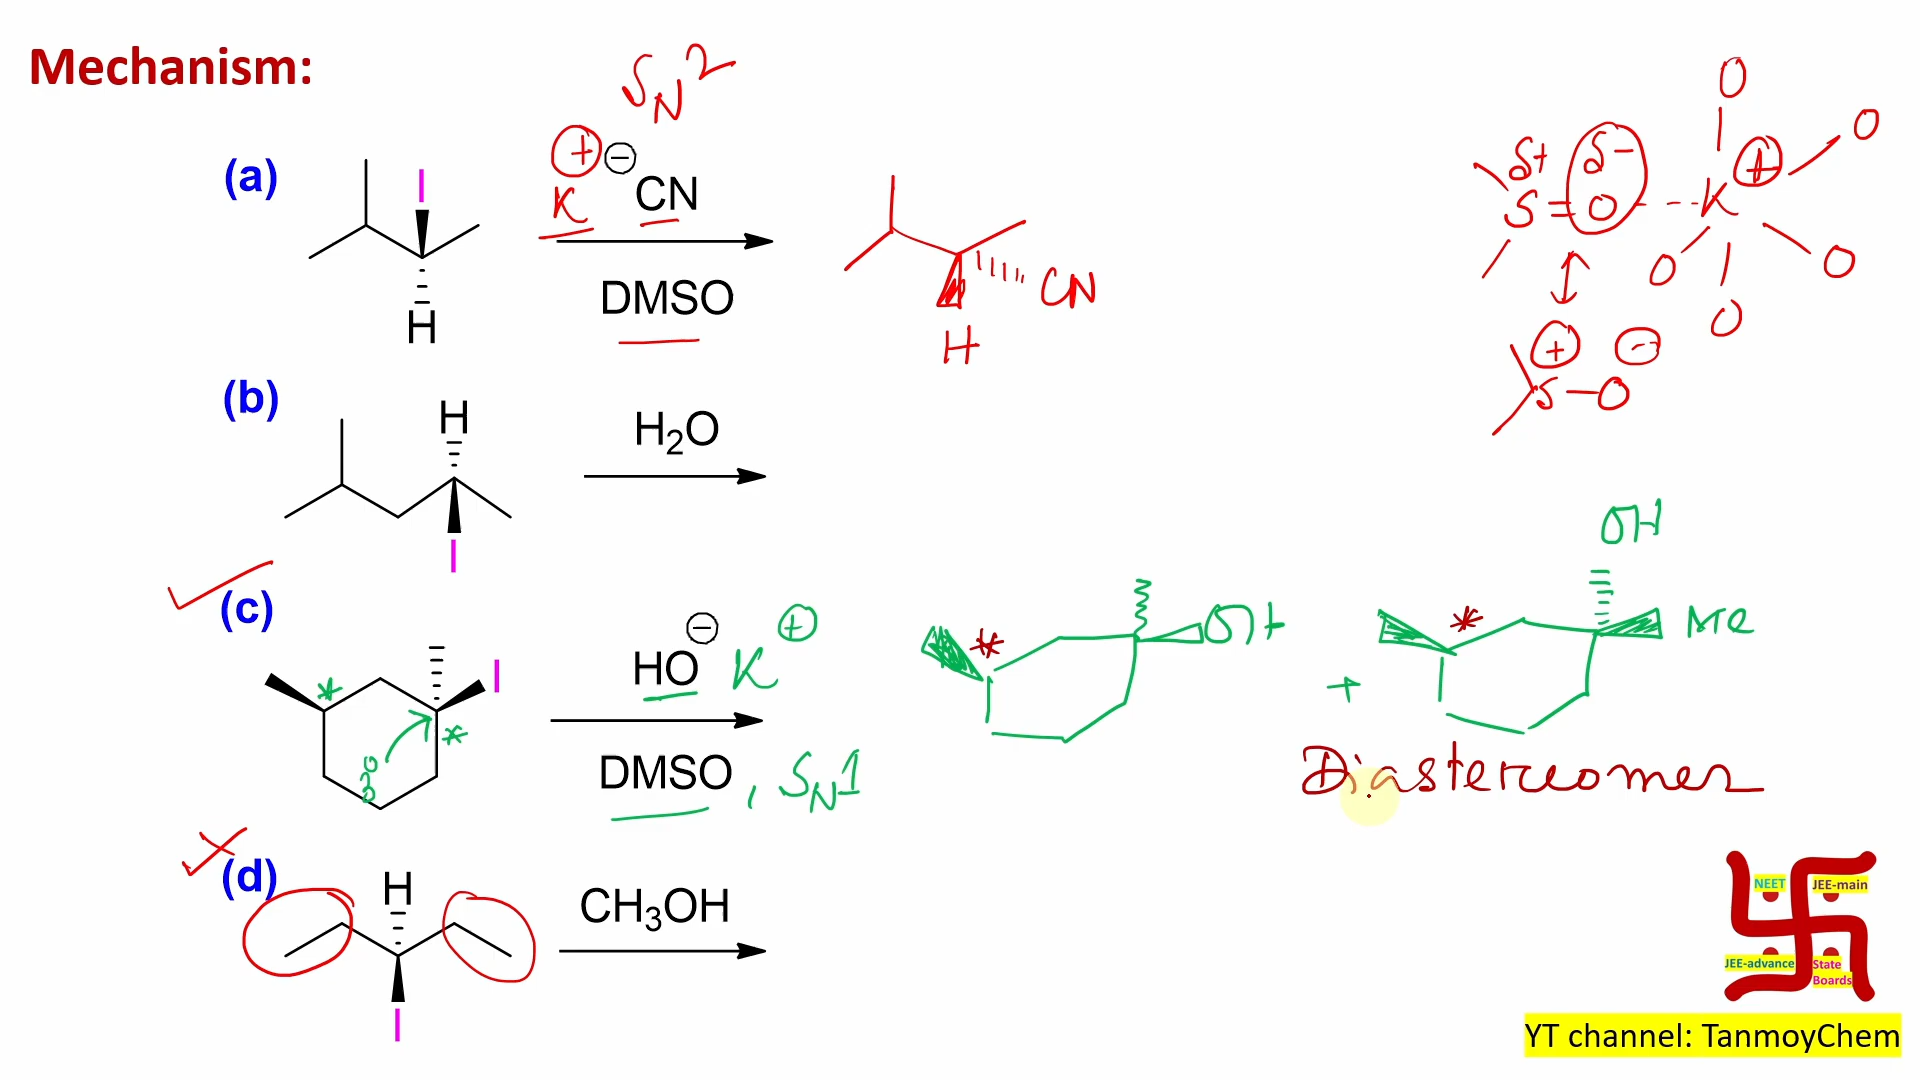 Mechanism:
SN2
(a)
I
H
K⊕ ⊖CN
DMSO
CN
H
δ+ δ-
S=O---K⊕
O
O
O
O
O
⊕ ⊖
S-O
(b)
H
I
H₂O
(c)
I
*
*
3°
HO⊖ K⊕
DMSO, SN1
*
OH
+
*
OH
Me
Diastereomer
(d)
H
I
CH₃OH
NEET
JEE-main
JEE-advance
State
Boards
YT channel: TanmoyChem